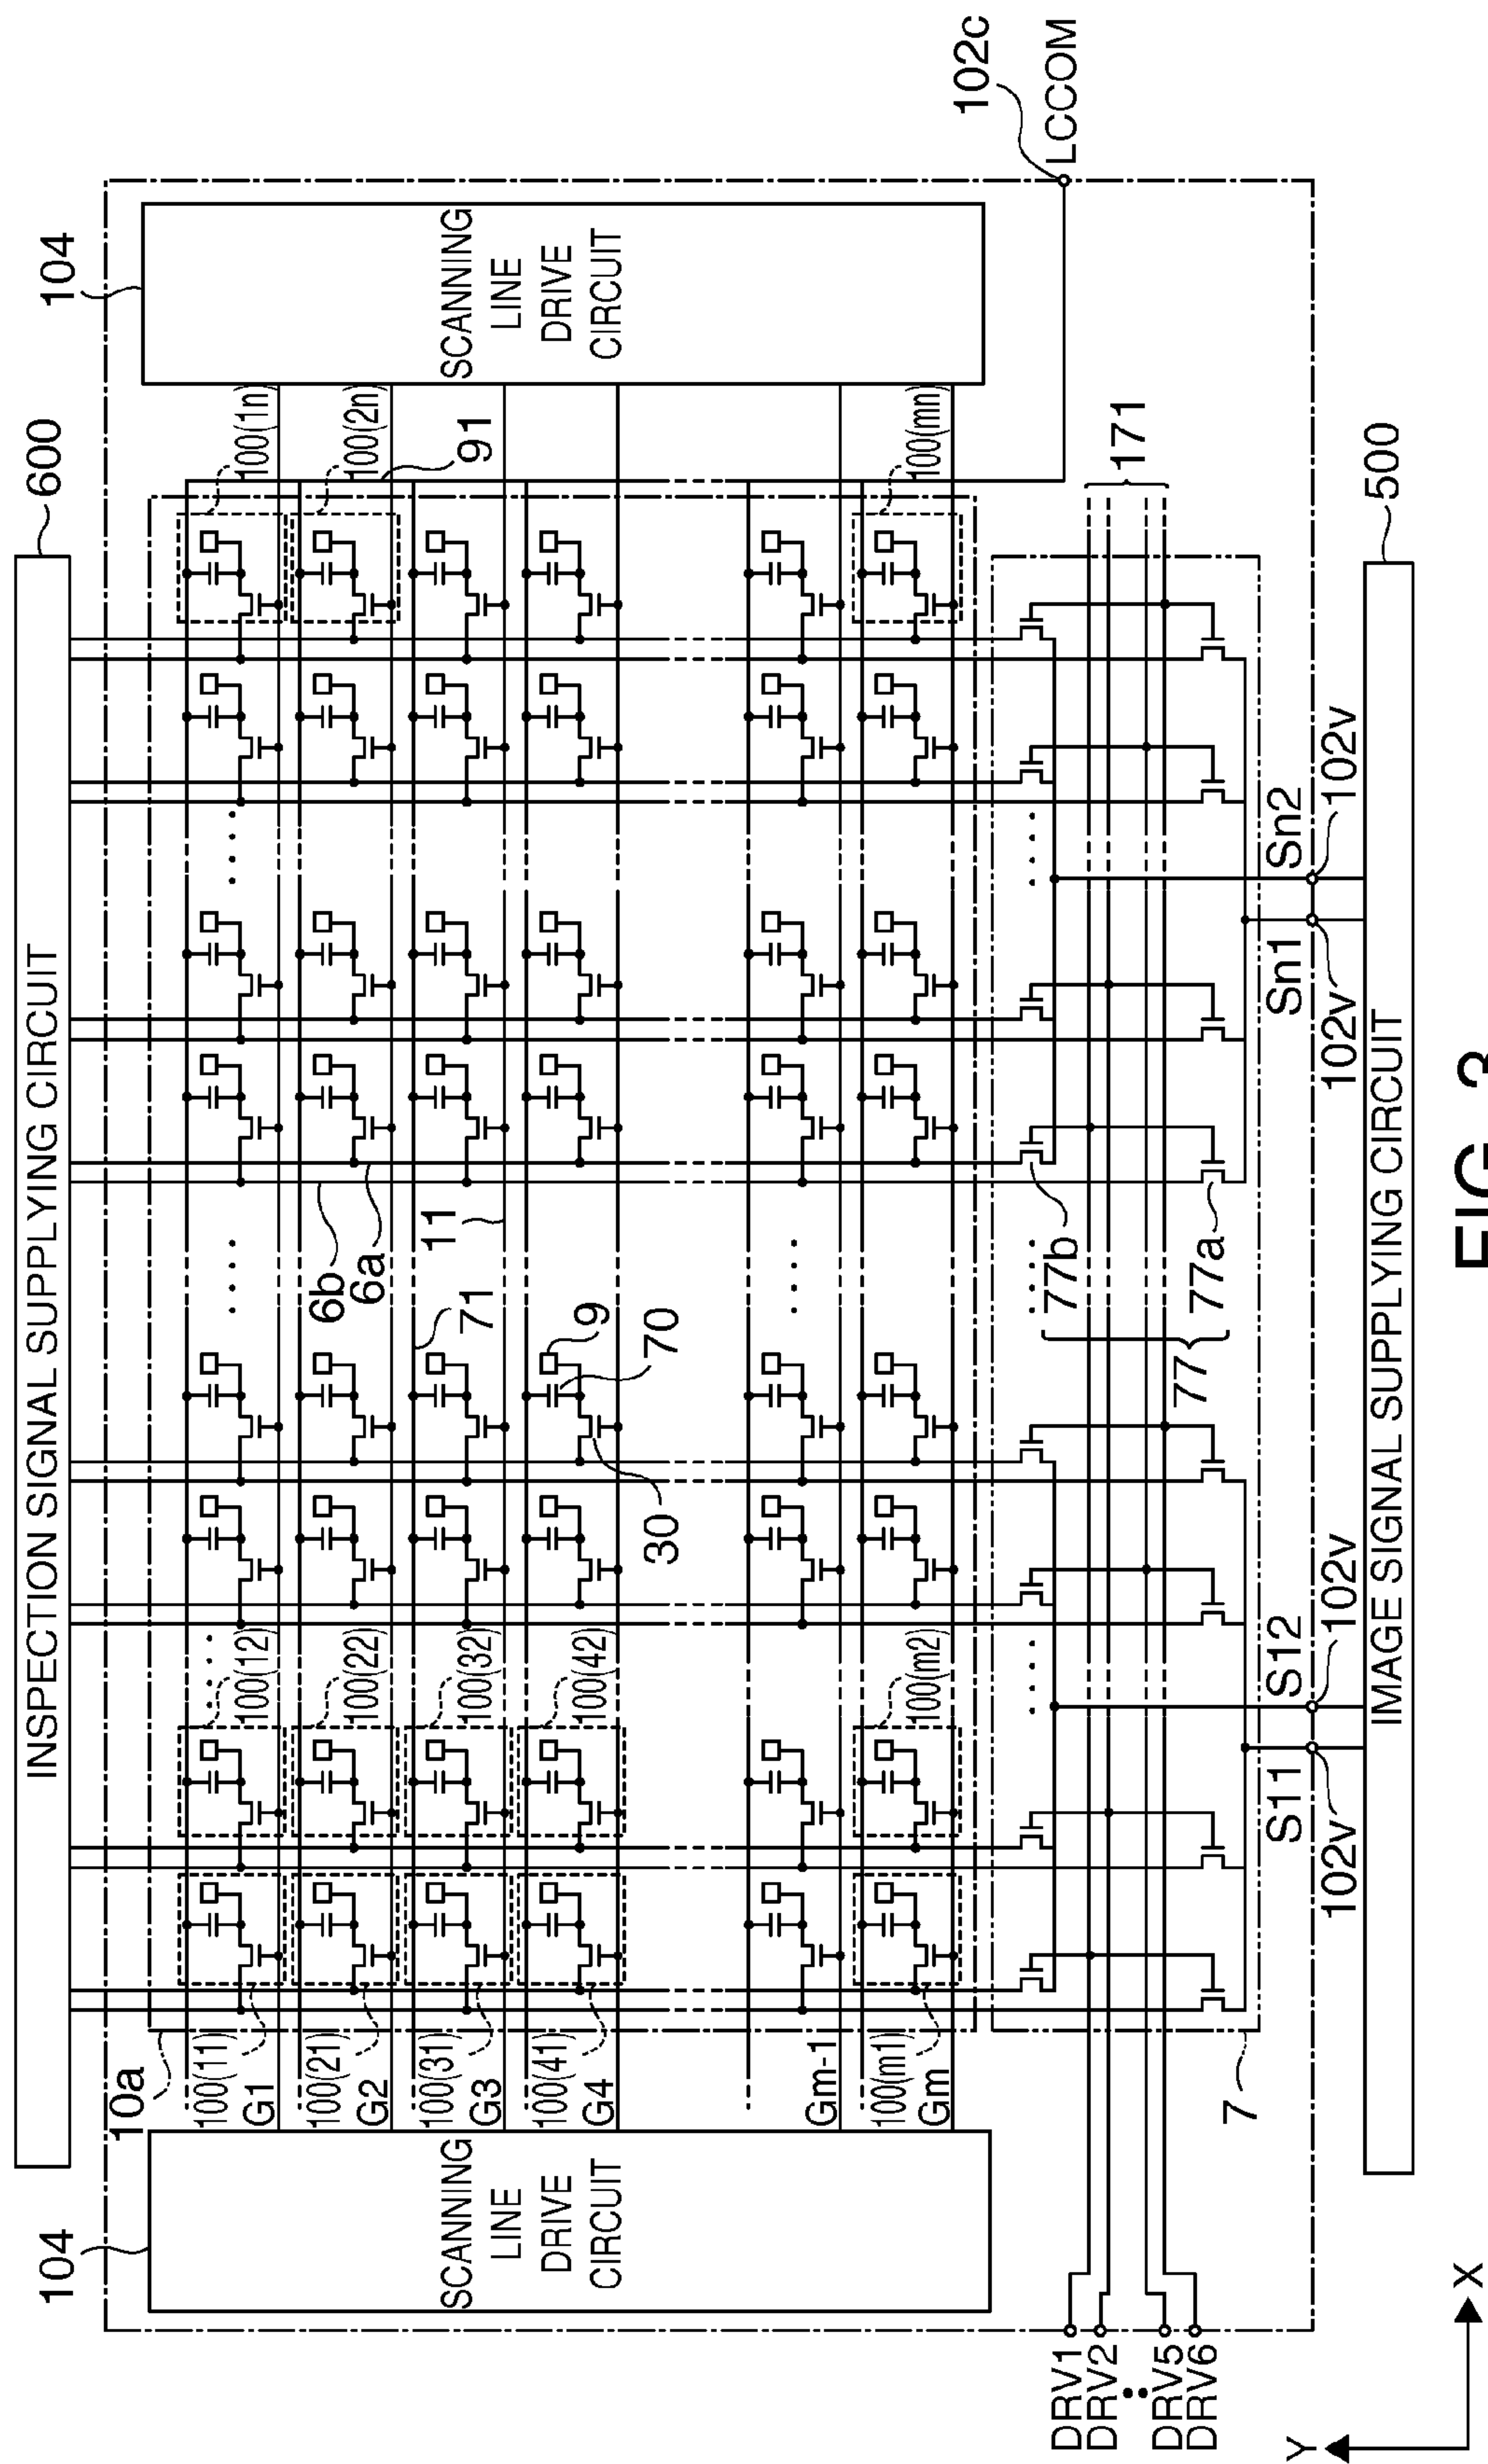 INSPECTION SIGNAL SUPPLYING CIRCUIT
600
104
104
10a
SCANNING
LINE
DRIVE
CIRCUIT
SCANNING
LINE
DRIVE
CIRCUIT
100(11)
G1
100(12)
100(1n)
100(21)
G2
100(22)
100(2n)
6b
6a
91
100(31)
G3
100(32)
71
11
100(41)
G4
100(42)
9
70
30
Gm-1
100(m1)
Gm
100(m2)
100(mn)
102c
LCCOM
DRV1
DRV2
DRV5
DRV6
77b
77
77a
171
7
S11
S12
Sn1
Sn2
102v
102v
102v
102v
IMAGE SIGNAL SUPPLYING CIRCUIT
500
Y
X
FIG. 3